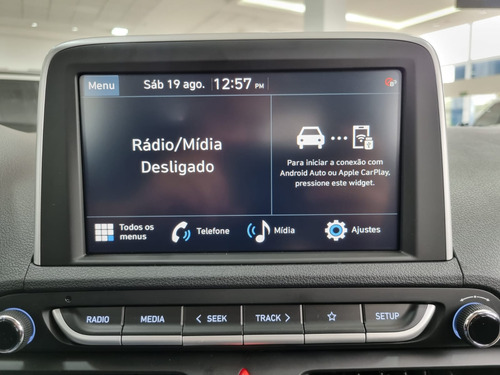 Menu
Sáb 19 ago.
12:57 PM
Rádio/Mídia
Desligado
Para iniciar a conexão com
Android Auto ou Apple CarPlay,
pressione este widget.
Todos os
menus
Telefone
Mídia
Ajustes
RADIO
MEDIA
SEEK
TRACK
SETUP